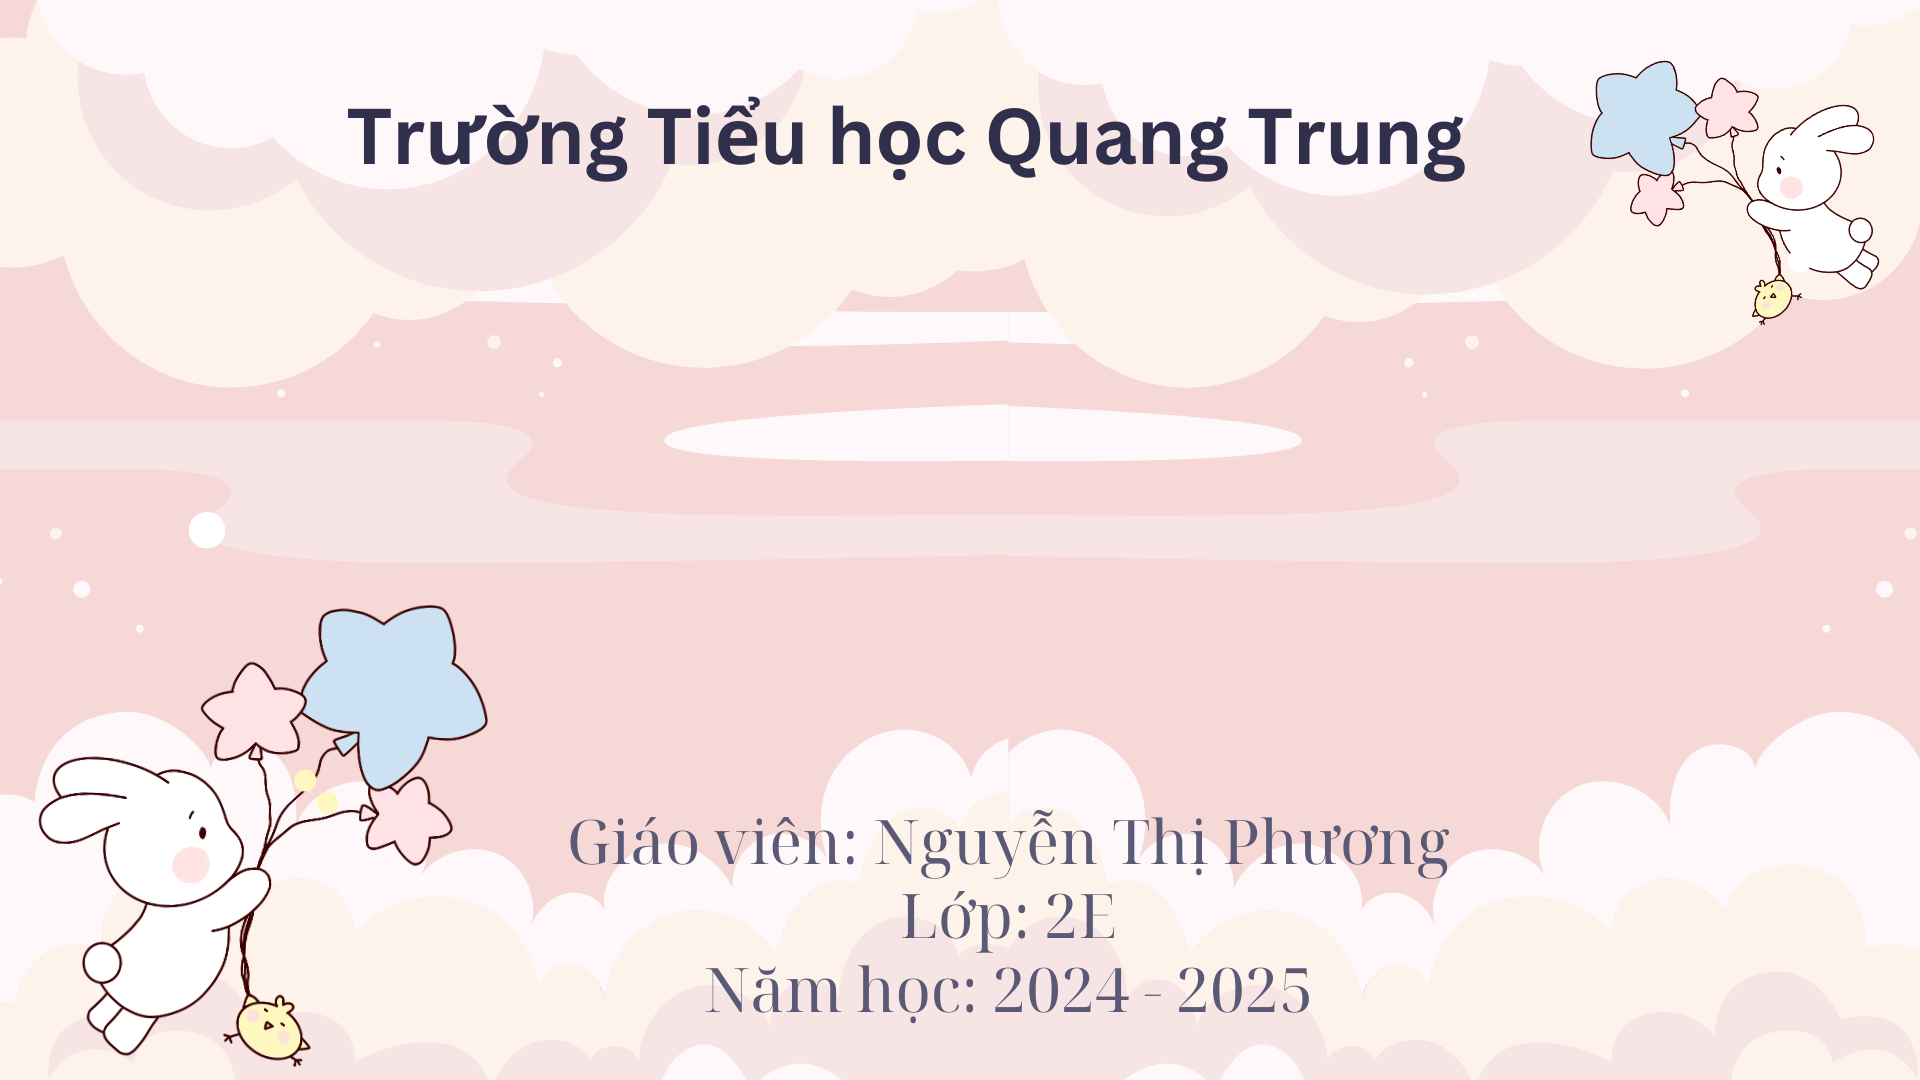 Trường Tiểu học Quang Trung
Giáo viên: Nguyễn Thị Phương
Lớp: 2E
Năm học: 2024 - 2025